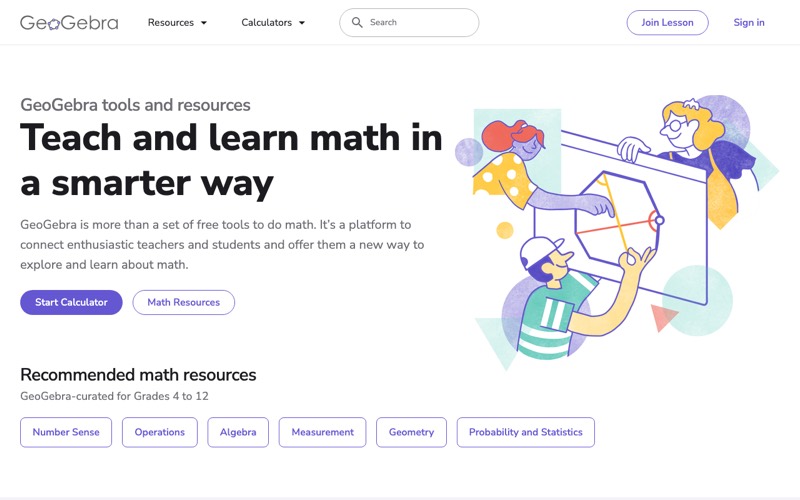 GeoGebra
Resources
Calculators
Search
Join Lesson
Sign in
GeoGebra tools and resources
Teach and learn math in
a smarter way
GeoGebra is more than a set of free tools to do math. It's a platform to
connect enthusiastic teachers and students and offer them a new way to
explore and learn about math.
Start Calculator
Math Resources
Recommended math resources
GeoGebra-curated for Grades 4 to 12
Number Sense
Operations
Algebra
Measurement
Geometry
Probability and Statistics